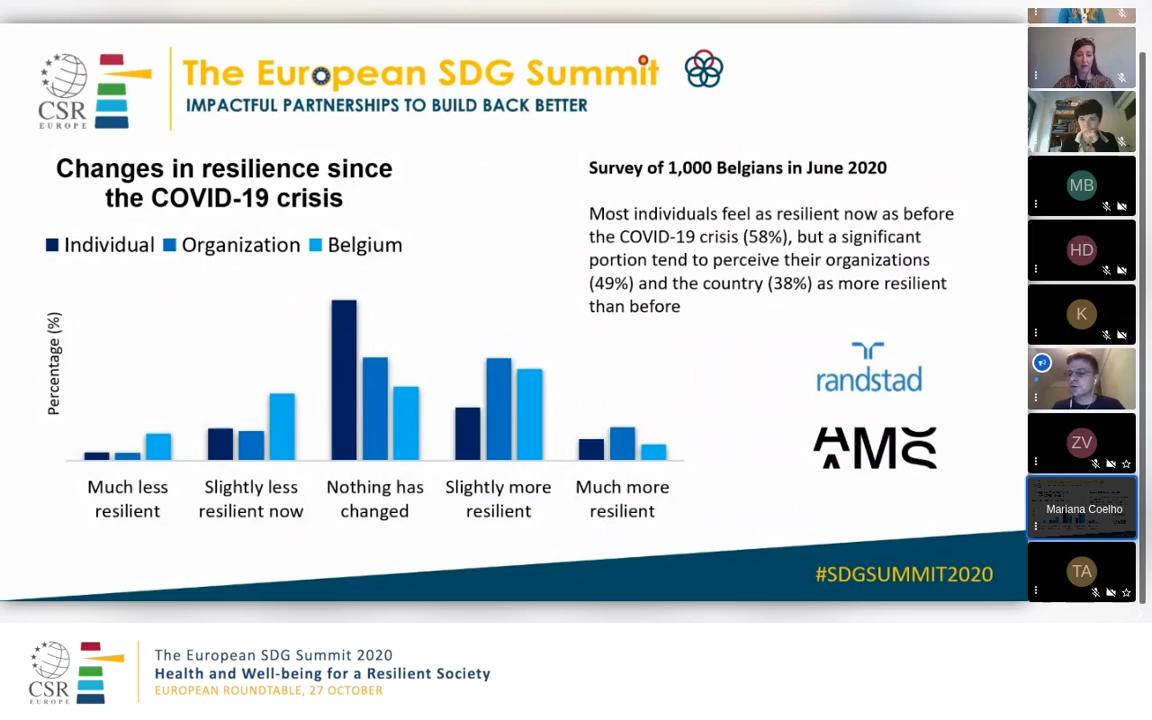 CSR
EUROPE
The European SDG Summit
IMPACTFUL PARTNERSHIPS TO BUILD BACK BETTER
Changes in resilience since
the COVID-19 crisis
Individual Organization Belgium
Percentage (%)
Much less
resilient
Slightly less
resilient now
Nothing has
changed
Slightly more
resilient
Much more
resilient
Survey of 1,000 Belgians in June 2020
Most individuals feel as resilient now as before
the COVID-19 crisis (58%), but a significant
portion tend to perceive their organizations
(49%) and the country (38%) as more resilient
than before
randstad
AMS
#SDGSUMMIT2020
MB
HD
K
ZV
Mariana Coelho
TA
CSR
EUROPE
The European SDG Summit 2020
Health and Well-being for a Resilient Society
EUROPEAN ROUNDTABLE, 27 OCTOBER